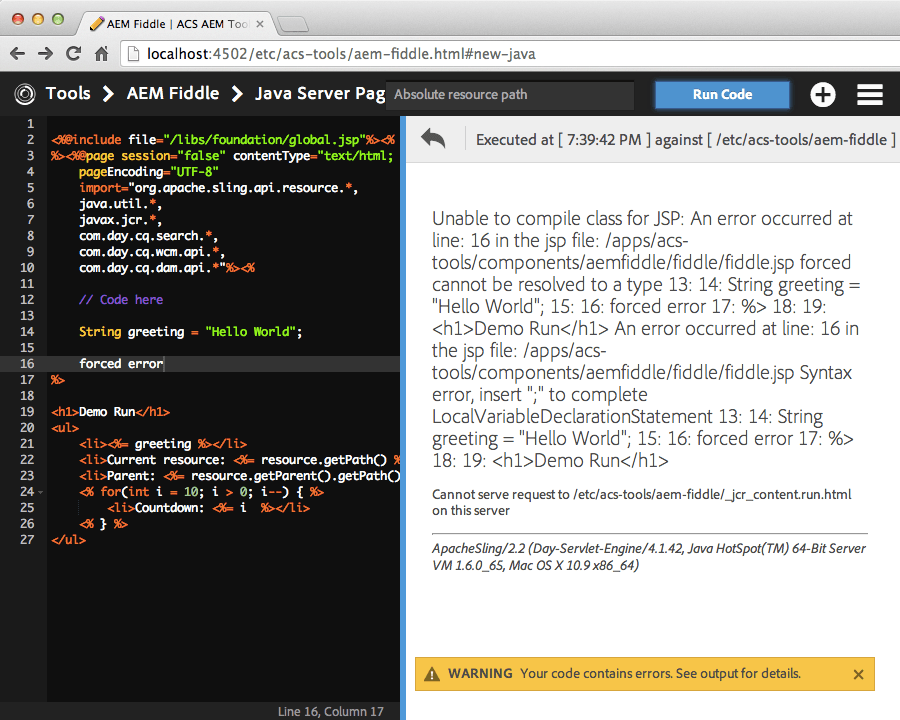 AEM Fiddle | ACS AEM Too
localhost:4502/etc/acs-tools/aem-fiddle.html#new-java
Tools AEM Fiddle Java Server Pag
Absolute resource path
Run Code
1
2 <%@include file="/libs/foundation/global.jsp"%><%
3 %><%@page session="false" contentType="text/html;
4 pageEncoding="UTF-8"
5 import="org.apache.sling.api.resource.*,
6 java.util.*,
7 javax.jcr.*,
8 com.day.cq.search.*,
9 com.day.cq.wcm.api.*,
10 com.day.cq.dam.api.*"%><%
11
12 // Code here
13
14 String greeting = "Hello World";
15
16 forced error
17 %>
18
19 <h1>Demo Run</h1>
20 <ul>
21 <li><%= greeting %></li>
22 <li>Current resource: <%= resource.getPath() %
23 <li>Parent: <%= resource.getParent().getPath()
24 <% for(int i = 10; i > 0; i--) { %>
25 <li>Countdown: <%= i %></li>
26 <% } %>
27 </ul>
Line 16, Column 17
Executed at [ 7:39:42 PM ] against [ /etc/acs-tools/aem-fiddle ]
Unable to compile class for JSP: An error occurred at
line: 16 in the jsp file: /apps/acs-
tools/components/aemfiddle/fiddle/fiddle.jsp forced
cannot be resolved to a type 13: 14: String greeting =
"Hello World"; 15: 16: forced error 17: %> 18: 19:
<h1>Demo Run</h1> An error occurred at line: 16 in
the jsp file: /apps/acs-
tools/components/aemfiddle/fiddle/fiddle.jsp Syntax
error, insert ";" to complete
LocalVariableDeclarationStatement 13: 14: String
greeting = "Hello World"; 15: 16: forced error 17: %>
18: 19: <h1>Demo Run</h1>
Cannot serve request to /etc/acs-tools/aem-fiddle/_jcr_content.run.html
on this server
ApacheSling/2.2 (Day-Servlet-Engine/4.1.42, Java HotSpot(TM) 64-Bit Server
VM 1.6.0_65, Mac OS X 10.9 x86_64)
WARNING Your code contains errors. See output for details.